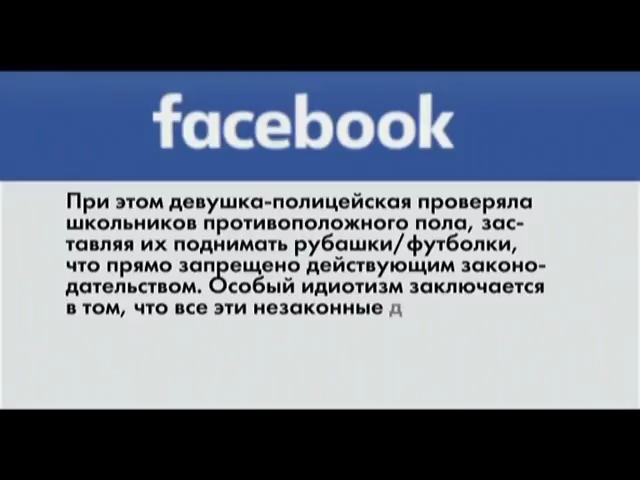 facebook
При этом девушка-полицейская проверяла
школьников противоположного пола, зас-
тавляя их поднимать рубашки/футболки,
что прямо запрещено действующим законо-
дательством. Особый идиотизм заключается
в том, что все эти незаконные д